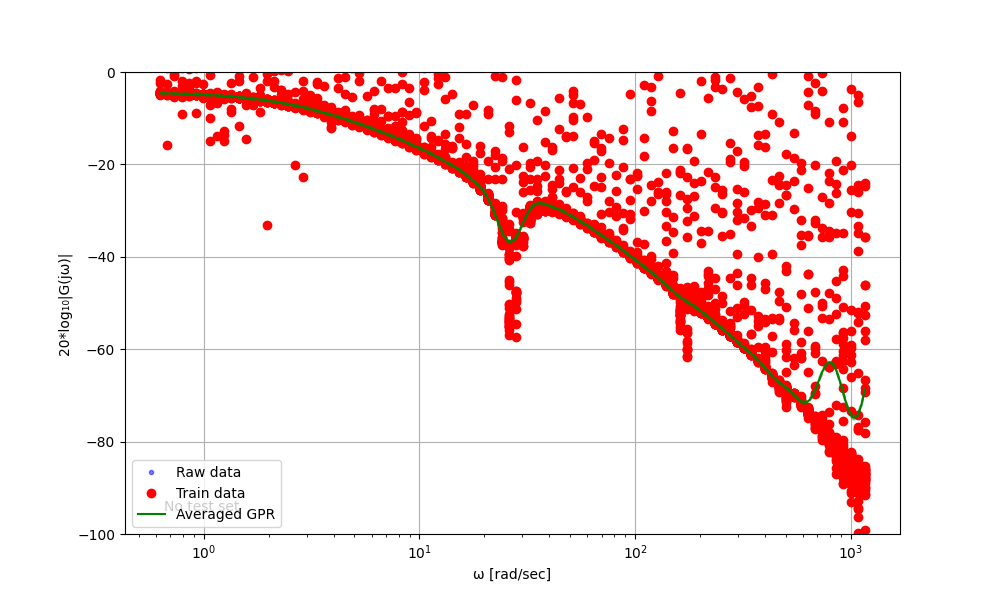 0
−20
−40
−60
−80
−100
20*log₁₀|G(jω)|
10⁰
10¹
10²
10³
ω [rad/sec]
Raw data
Train data
Averaged GPR
No test set